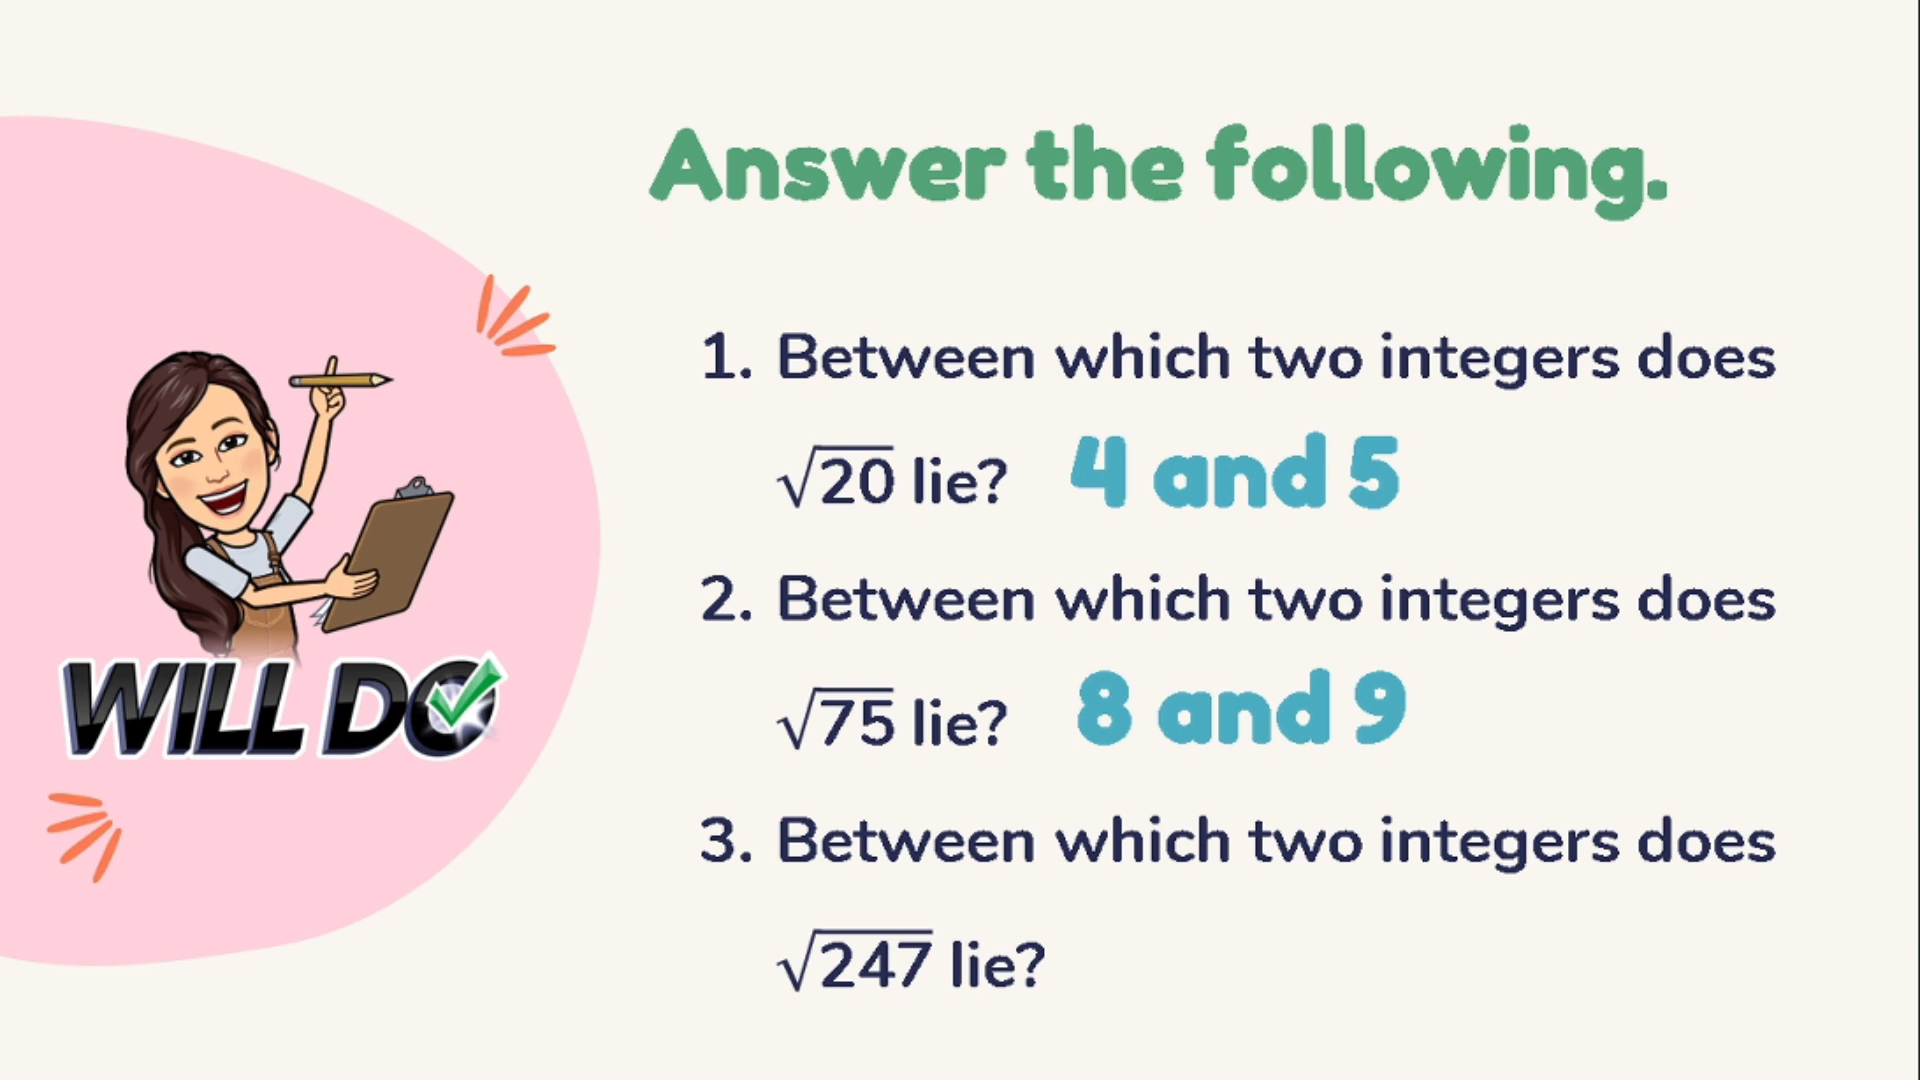 Answer the following.
1. Between which two integers does
√20 lie? 4 and 5
2. Between which two integers does
√75 lie? 8 and 9
3. Between which two integers does
√247 lie?
WILL DO